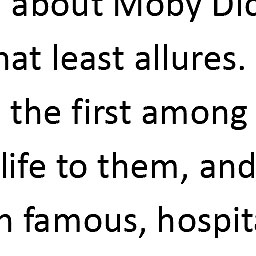 about Moby Dic
hat least allures.
the first among
life to them, and
n famous, hospita